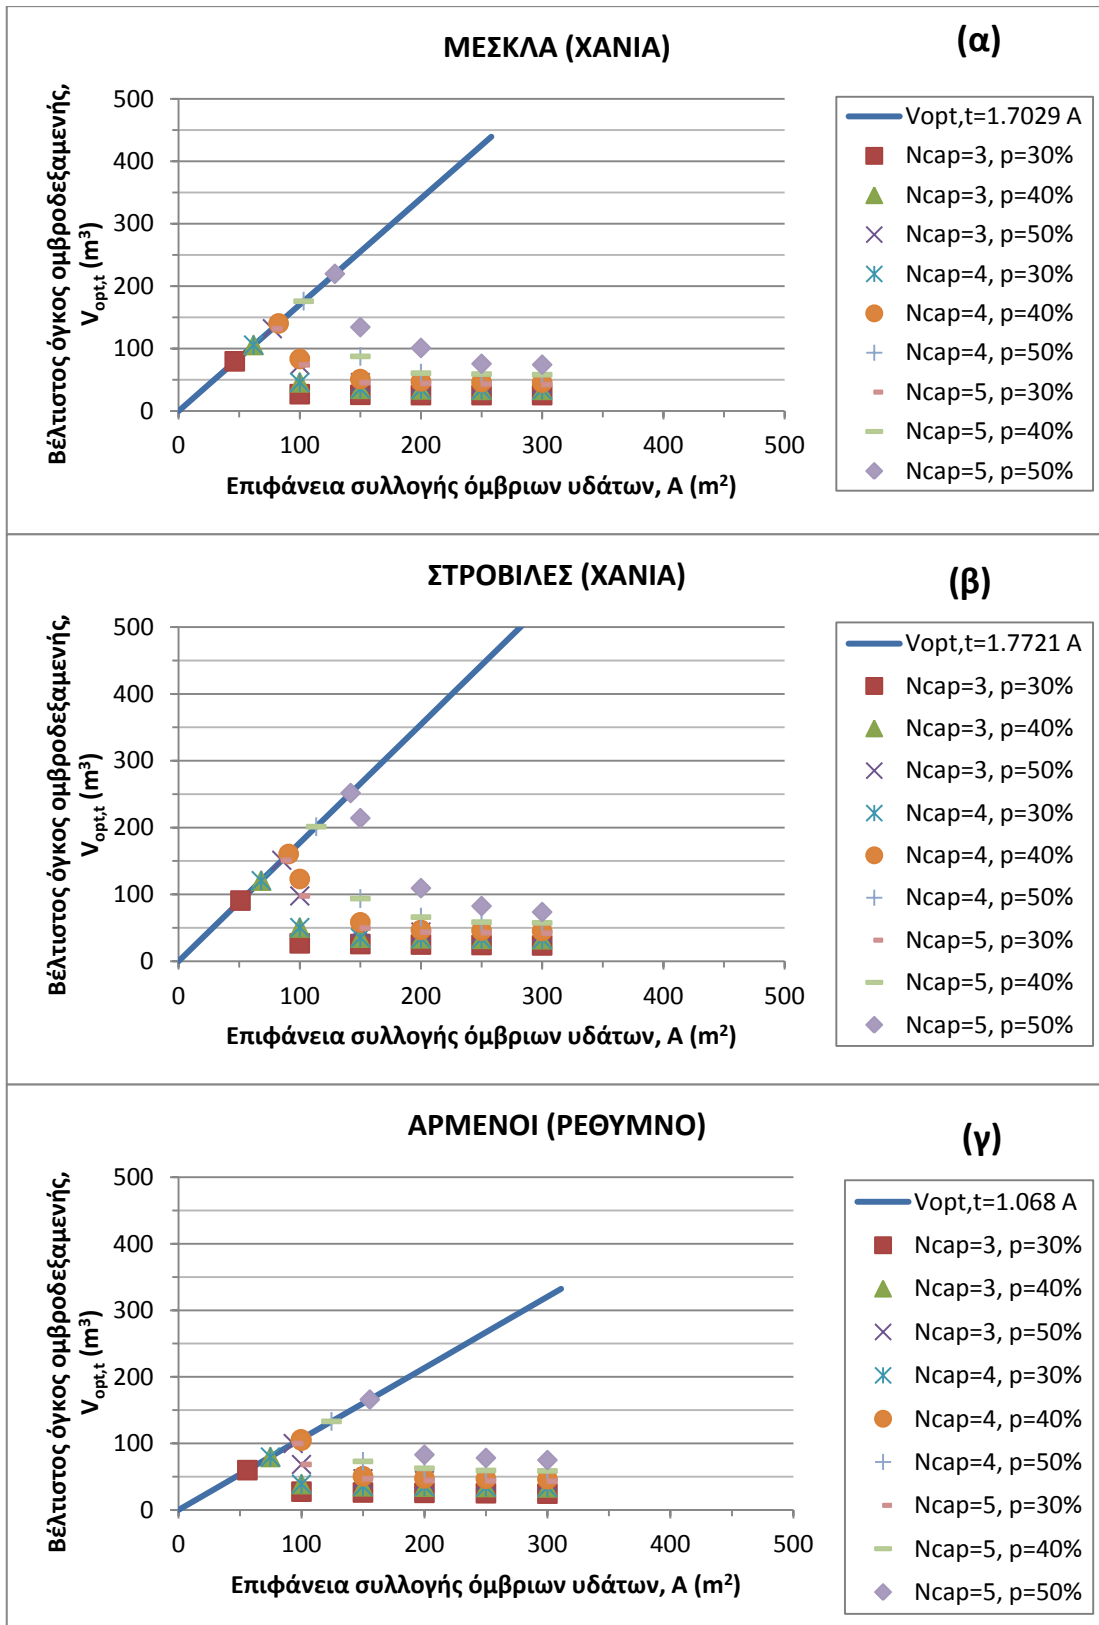 ΜΕΣΚΛΑ (ΧΑΝΙΑ)
(α)
Βέλτιστος όγκος ομβροδεξαμενής,
Vopt,t (m³)
500
400
300
200
100
0
0 100 200 300 400 500
Επιφάνεια συλλογής όμβριων υδάτων, A (m²)
Vopt,t=1.7029 A
Ncap=3, p=30%
Ncap=3, p=40%
Ncap=3, p=50%
Ncap=4, p=30%
Ncap=4, p=40%
Ncap=4, p=50%
Ncap=5, p=30%
Ncap=5, p=40%
Ncap=5, p=50%
ΣΤΡΟΒΙΛΕΣ (ΧΑΝΙΑ)
(β)
Βέλτιστος όγκος ομβροδεξαμενής,
Vopt,t (m³)
500
400
300
200
100
0
0 100 200 300 400 500
Επιφάνεια συλλογής όμβριων υδάτων, A (m²)
Vopt,t=1.7721 A
Ncap=3, p=30%
Ncap=3, p=40%
Ncap=3, p=50%
Ncap=4, p=30%
Ncap=4, p=40%
Ncap=4, p=50%
Ncap=5, p=30%
Ncap=5, p=40%
Ncap=5, p=50%
ΑΡΜΕΝΟΙ (ΡΕΘΥΜΝΟ)
(γ)
Βέλτιστος όγκος ομβροδεξαμενής,
Vopt,t (m³)
500
400
300
200
100
0
0 100 200 300 400 500
Επιφάνεια συλλογής όμβριων υδάτων, A (m²)
Vopt,t=1.068 A
Ncap=3, p=30%
Ncap=3, p=40%
Ncap=3, p=50%
Ncap=4, p=30%
Ncap=4, p=40%
Ncap=4, p=50%
Ncap=5, p=30%
Ncap=5, p=40%
Ncap=5, p=50%